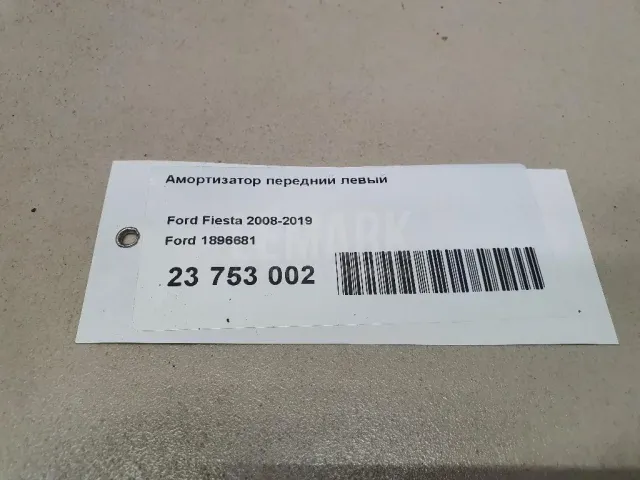 Амортизатор передний левый
Ford Fiesta 2008-2019
Ford 1896681
23 753 002